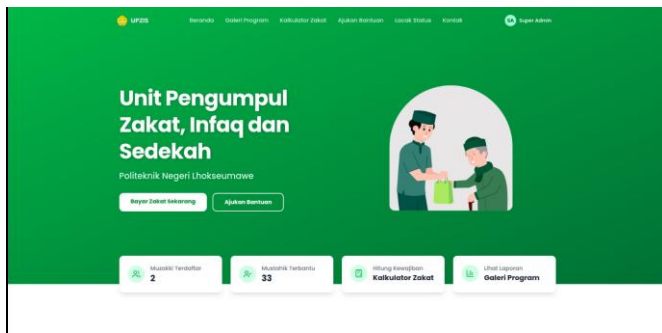 UPZIS
Beranda Galeri Program Kalkulator Zakat Ajukan Bantuan Lacak Status Kontak
SA Super Admin
Unit Pengumpul
Zakat, Infaq dan
Sedekah
Politeknik Negeri Lhokseumawe
Bayar Zakat Sekarang Ajukan Bantuan
Muzakki Terdaftar
2
Mustahik Terbantu
33
Hitung Kewajiban
Kalkulator Zakat
Lihat Laporan
Galeri Program